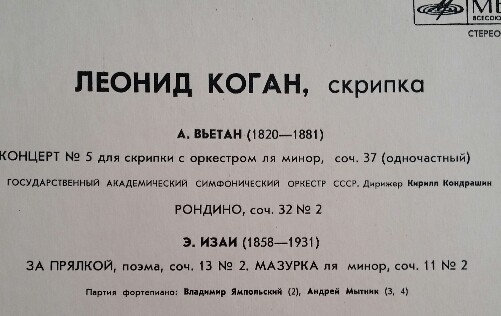 СТЕРЕО
ЛЕОНИД КОГАН, скрипка
А. ВЬЕТАН (1820—1881)
КОНЦЕРТ № 5 для скрипки с оркестром ля минор, соч. 37 (одночастный)
ГОСУДАРСТВЕННЫЙ АКАДЕМИЧЕСКИЙ СИМФОНИЧЕСКИЙ ОРКЕСТР СССР. Дирижер Кирилл Кондрашин
РОНДИНО, соч. 32 № 2
Э. ИЗАИ (1858—1931)
ЗА ПРЯЛКОЙ, поэма, соч. 13 № 2. МАЗУРКА ля минор, соч. 11 № 2
Партия фортепиано: Владимир Ямпольский (2), Андрей Мытник (3, 4)